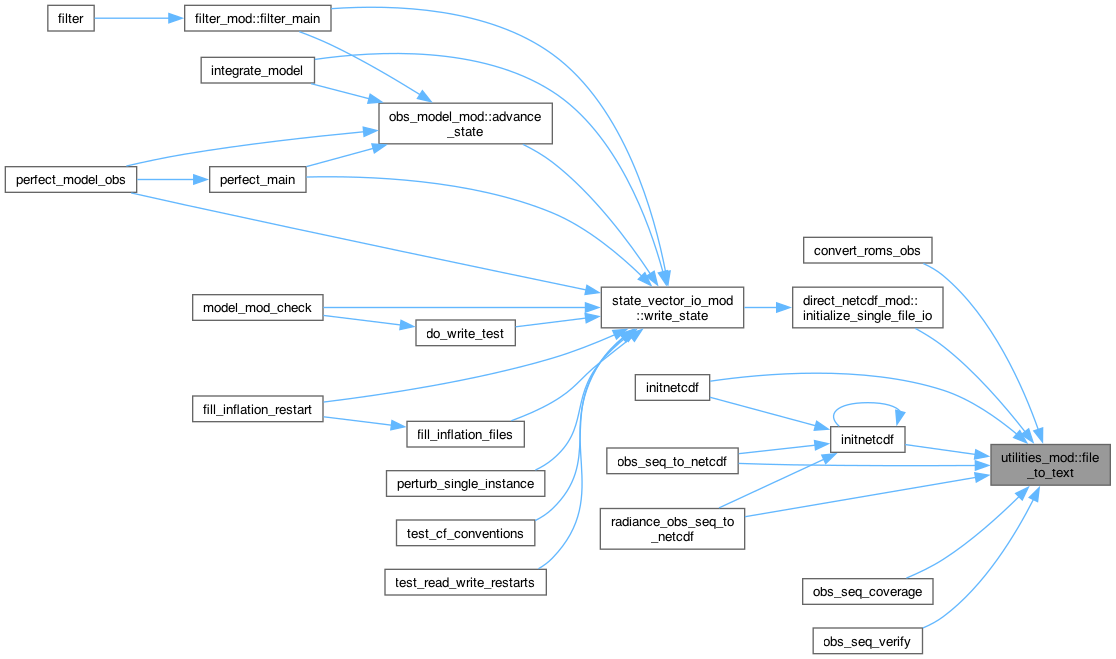 filter
filter_mod::filter_main
integrate_model
obs_model_mod::advance
_state
perfect_model_obs
perfect_main
convert_roms_obs
state_vector_io_mod
::write_state
direct_netcdf_mod::
initialize_single_file_io
model_mod_check
do_write_test
initnetcdf
fill_inflation_restart
fill_inflation_files
initnetcdf
obs_seq_to_netcdf
utilities_mod::file
_to_text
perturb_single_instance
radiance_obs_seq_to
_netcdf
test_cf_conventions
test_read_write_restarts
obs_seq_coverage
obs_seq_verify